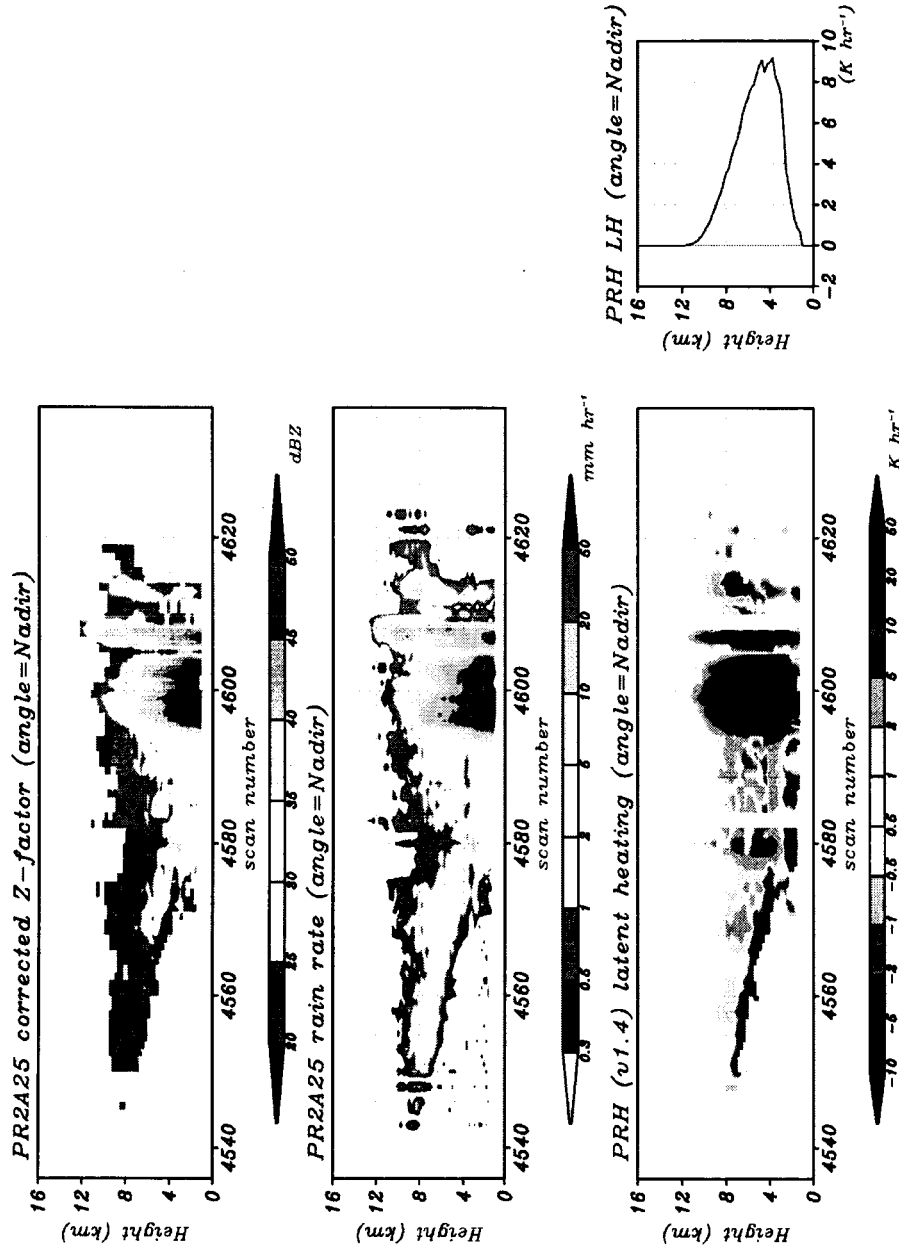 PR2A25 corrected Z-factor (angle=Nadir)
16
12
8
4
0
Height (km)
4540 4560 4580 4600 4620
scan number
20 25 30 35 40 45 50
dBZ
PR2A25 rain rate (angle=Nadir)
16
12
8
4
0
Height (km)
4540 4560 4580 4600 4620
scan number
0.3 0.5 1 2 5 10 20 50
mm hr⁻¹
PRH (v1.4) latent heating (angle=Nadir)
16
12
8
4
0
Height (km)
4540 4560 4580 4600 4620
scan number
-10 -5 -2 -1 -0.5 0.5 1 2 5 10 20 50
K hr⁻¹
PRH LH (angle=Nadir)
16
12
8
4
0
Height (km)
-2 0 2 4 6 8 10
(K hr⁻¹)